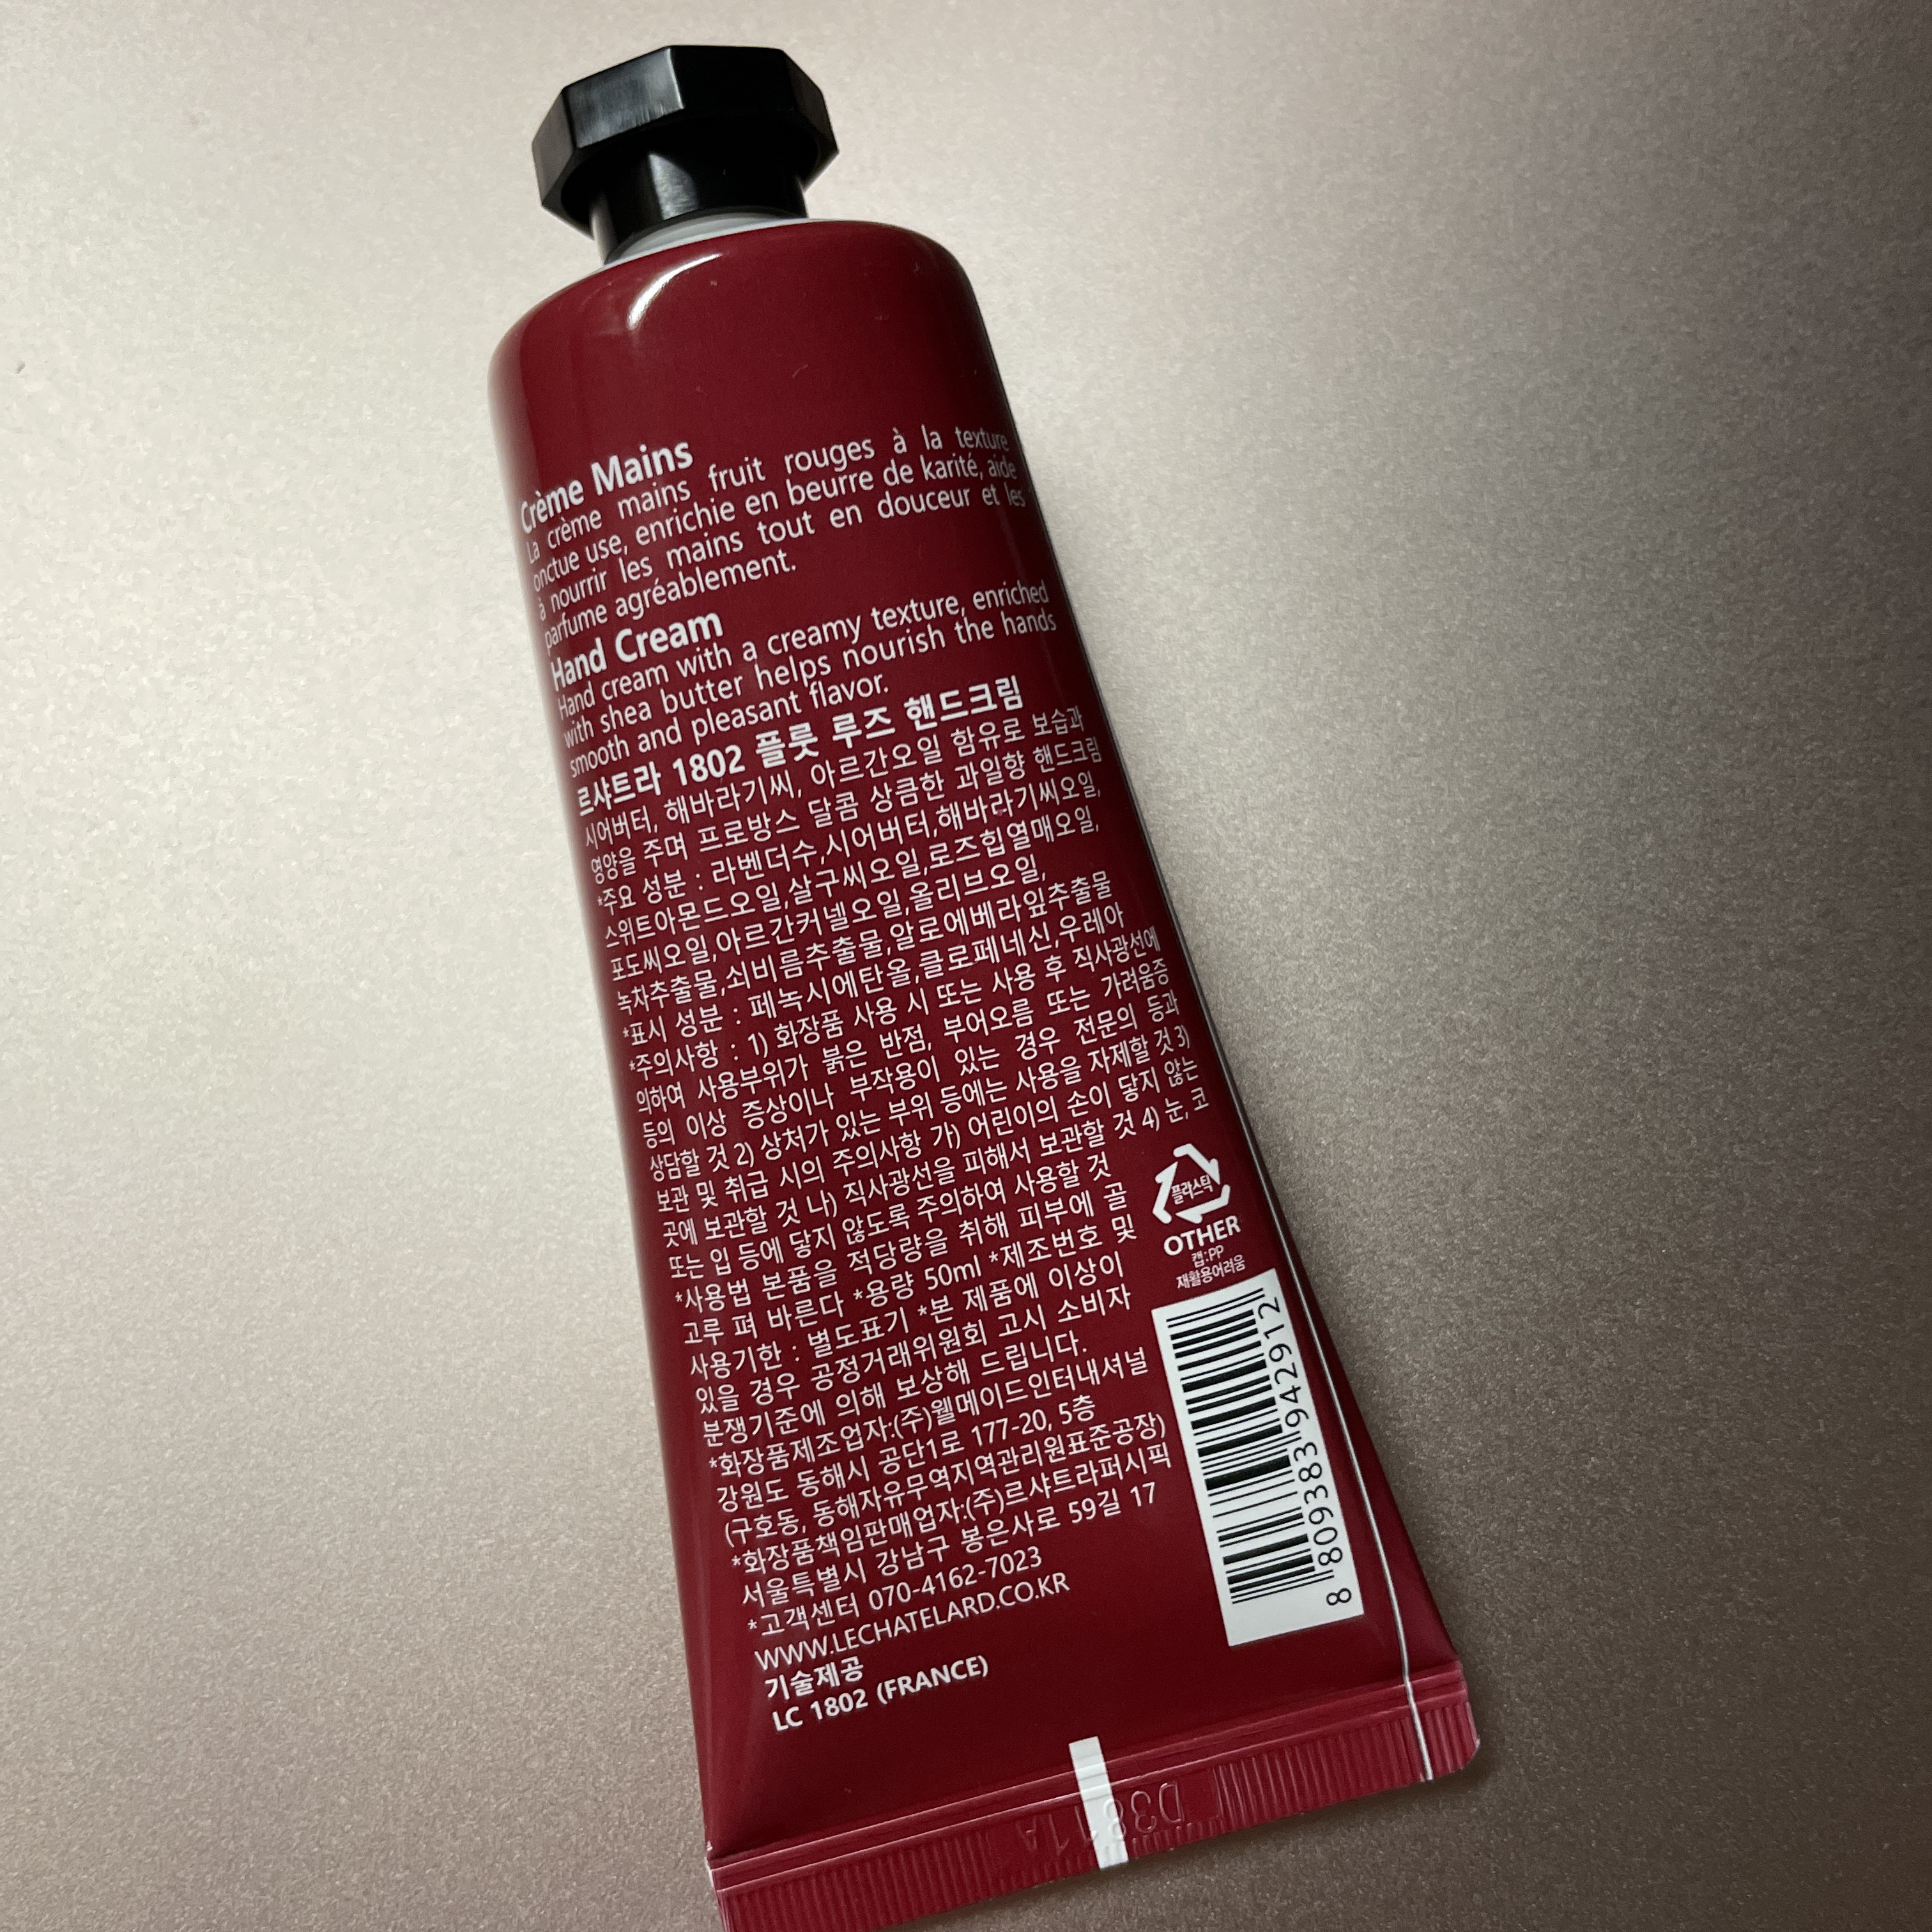 Crème Mains
La crème mains fruit rouges à la texture
onctue use, enrichie en beurre de karité, aide
à nourrir les mains tout en douceur et les
parfume agréablement.
Hand Cream
Hand cream with a creamy texture, enriched
with shea butter helps nourish the hands
smooth and pleasant flavor.
르샤트라 1802 플룻 루즈 핸드크림
시어버터, 해바라기씨, 아르간오일 함유로 보습과
영양을 주며 프로방스 달콤 상큼한 과일향 핸드크림
*주요 성분 : 라벤더수,시어버터,해바라기씨오일,
스위트아몬드오일,살구씨오일,로즈힙열매오일,
포도씨오일,아르간커넬오일,올리브오일,
녹차추출물,쇠비름추출물,알로에베라잎추출물
*표시 성분 : 페녹시에탄올,클로페네신,우레아
*주의사항 : 1) 화장품 사용 시 또는 사용 후 직사광선에
의하여 사용부위가 붉은 반점, 부어오름 또는 가려움증
등의 이상 증상이나 부작용이 있는 경우 전문의 등과
상담할 것 2) 상처가 있는 부위 등에는 사용을 자제할 것 3)
보관 및 취급 시의 주의사항 가) 어린이의 손이 닿지 않는
곳에 보관할 것 나) 직사광선을 피해서 보관할 것 4) 눈, 코
또는 입 등에 닿지 않도록 주의하여 사용할 것
*사용법 본품을 적당량을 취해 피부에 골
고루 펴 바른다 *용량 50ml *제조번호 및
사용기한 : 별도표기 *본 제품에 이상이
있을 경우 공정거래위원회 고시 소비자
분쟁기준에 의해 보상해 드립니다.
*화장품제조업자:(주)웰메이드인터내셔널
강원도 동해시 공단1로 177-20, 5층
(구호동, 동해자유무역지역관리원표준공장)
*화장품책임판매업자:(주)르샤트라퍼시픽
서울특별시 강남구 봉은사로 59길 17
*고객센터 070-4162-7023
WWW.LECHATELARD.CO.KR
기술제공
LC 1802 (FRANCE)
플라스틱
OTHER
캡:PP
재활용어려움
8 809383 942912